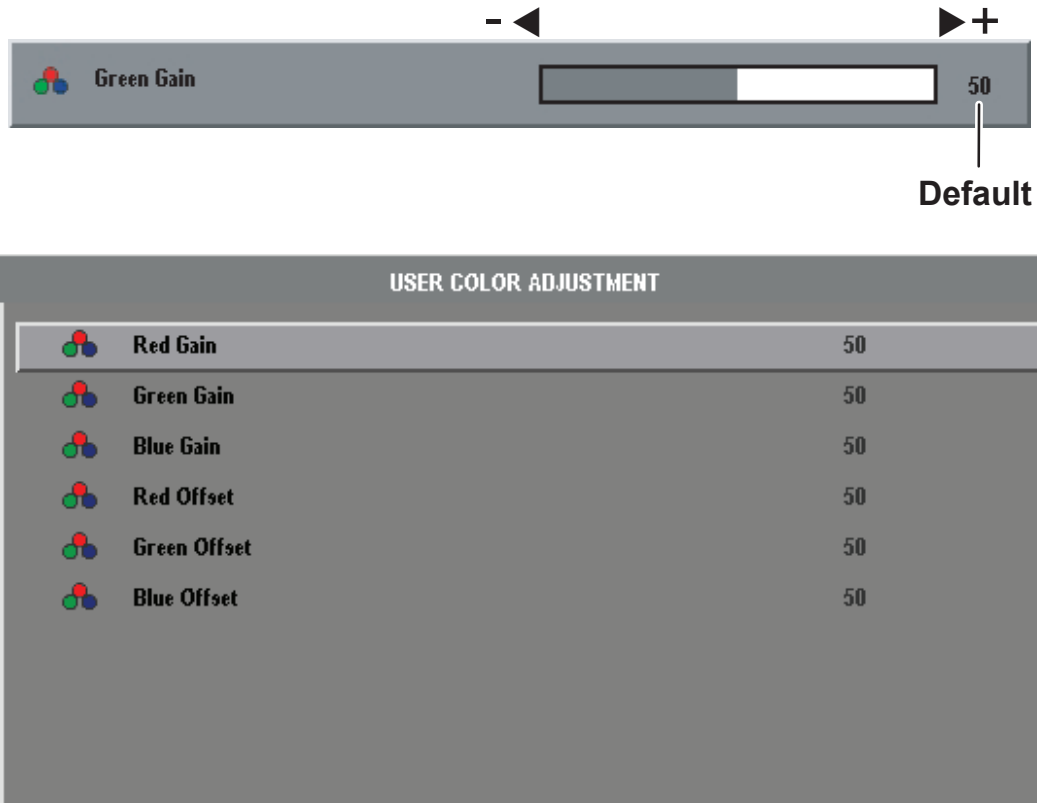 - ◀ ▶+
Green Gain 50
Default
USER COLOR ADJUSTMENT
Red Gain 50
Green Gain 50
Blue Gain 50
Red Offset 50
Green Offset 50
Blue Offset 50